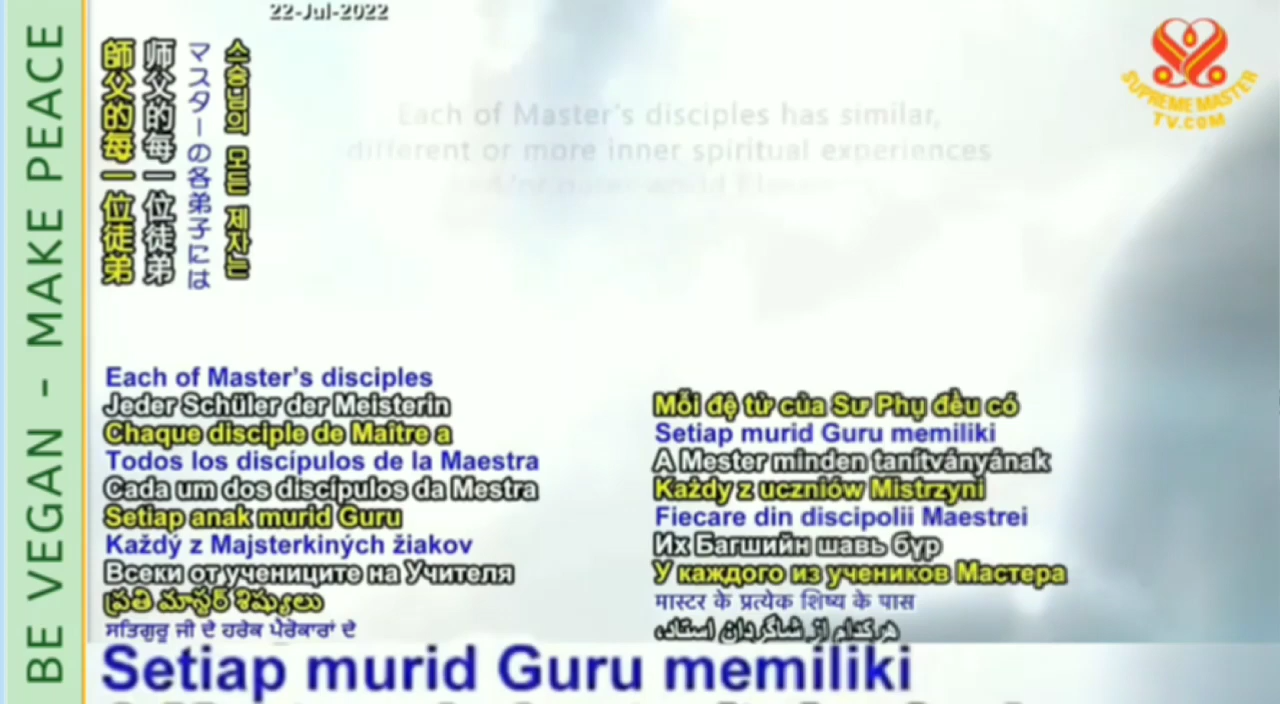 22-Jul-2022
BE VEGAN - MAKE PEACE
師父的每一位徒弟
师父的每一位徒弟
マスターの各弟子には
스승님의 모든 제자는
SUPREME MASTER
TV.COM
Each of Master's disciples has similar,
different or more inner spiritual experiences
and/or outer world
Each of Master's disciples
Jeder Schüler der Meisterin
Chaque disciple de Maître a
Todos los discípulos de la Maestra
Cada um dos discípulos da Mestra
Setiap anak murid Guru
Každý z Majsterkiných žiakov
Всеки от учениците на Учителя
ప్రతి మాస్టర్ శిష్యులు
ਸਤਿਗੁਰੂ ਜੀ ਦੇ ਹਰੇਕ ਪੈਰੋਕਾਰਾਂ ਦੇ
Mỗi đệ tử của Sư Phụ đều có
Setiap murid Guru memiliki
A Mester minden tanítványának
Każdy z uczniów Mistrzyni
Fiecare din discipolii Maestrei
Их Багшийн шавь бүр
У каждого из учеников Мастера
मास्टर के प्रत्येक शिष्य के पास
هرکدام از شاگردان استاد،
Setiap murid Guru memiliki